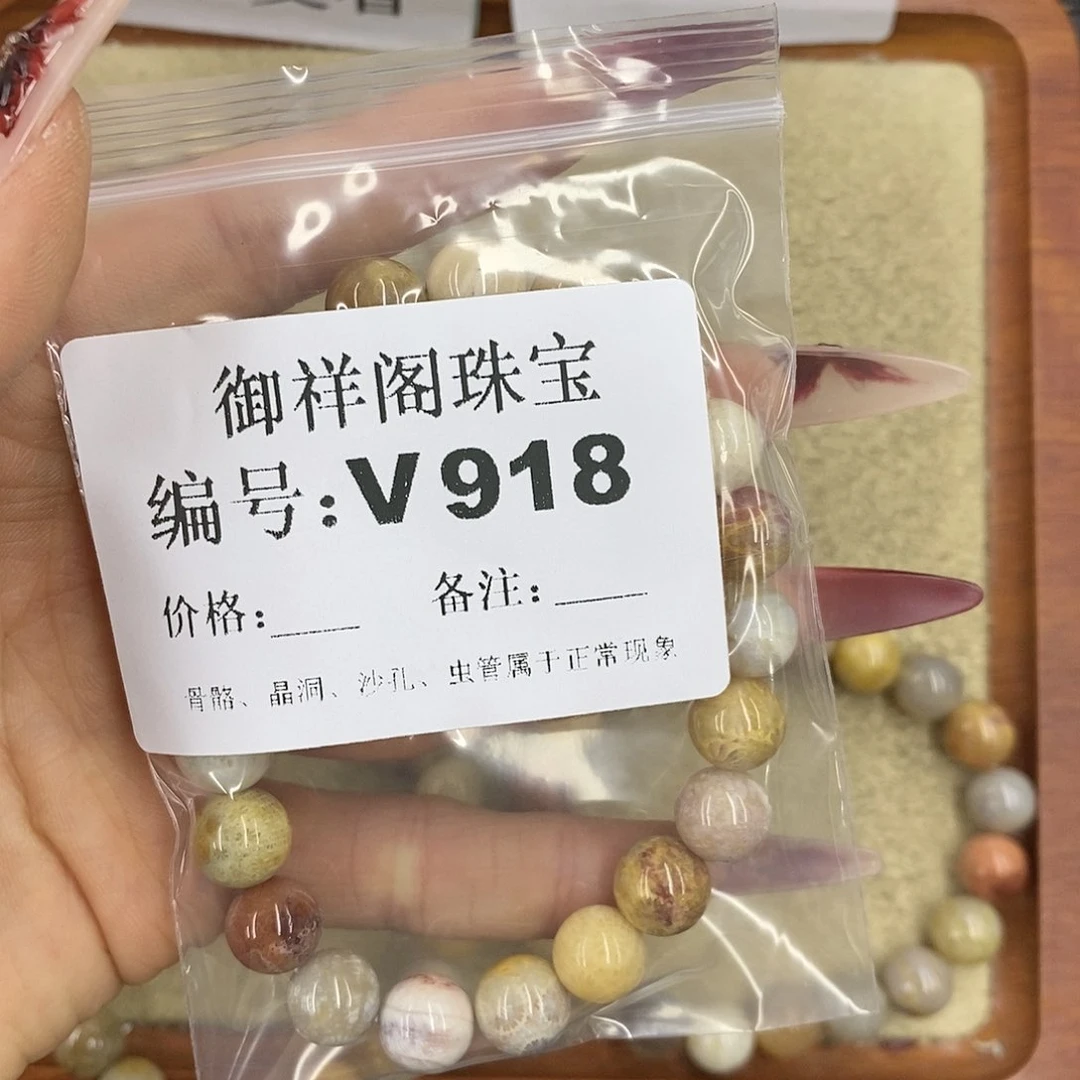 御祥阁珠宝
编号:V918
价格:____ 备注:____
骨骼、晶洞、沙孔、虫管属于正常现象